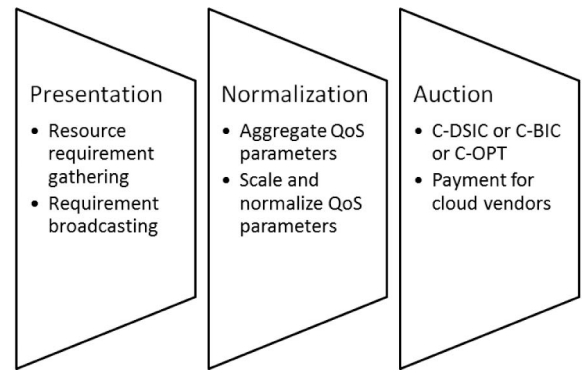 Presentation
• Resource
requirement
gathering
• Requirement
broadcasting
Normalization
• Aggregate QoS
parameters
• Scale and
normalize QoS
parameters
Auction
• C-DSIC or C-BIC
or C-OPT
• Payment for
cloud vendors